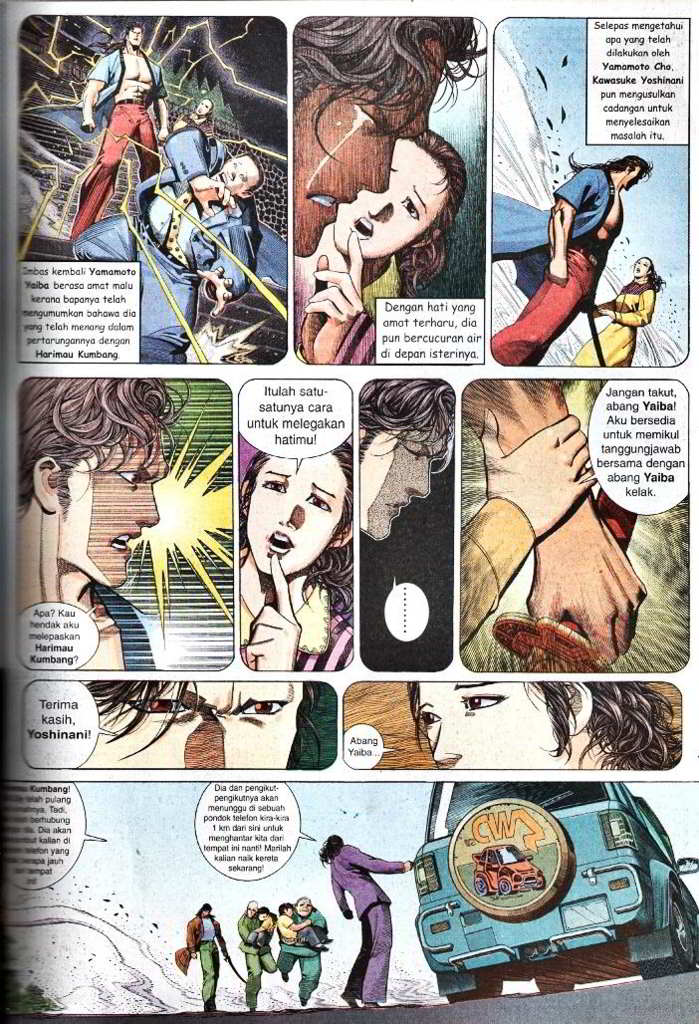 Imbas kembali Yamamoto
Yaiba berasa amat malu
kerana bapanya telah
mengumumkan bahawa dia
yang telah menang dalam
pertarungannya dengan
Harimau Kumbang.
Dengan hati yang
amat terharu, dia
pun bercucuran air
di depan isterinya.
Selepas mengetahui
apa yang telah
dilakukan oleh
Yamamoto Cho,
Kawasuke Yoshinani
pun mengusulkan
cadangan untuk
menyelesaikan
masalah itu.
Apa? Kau
hendak aku
melepaskan
Harimau
Kumbang?
Itulah satu-
satunya cara
untuk melegakan
hatimu!
........
Jangan takut,
abang Yaiba!
Aku bersedia
untuk memikul
tanggungjawab
bersama dengan
abang Yaiba
kelak.
Terima
kasih,
Yoshinani!
Abang
Yaiba...
Kumbang!
telah pulang
Tadi,
berhubung
Dia akan
kalian di
yang
jauh
tempat
Dia dan pengikut-
pengikutnya akan
menunggu di sebuah
pondok telefon kira-kira
1 km dari sini untuk
menghantar kita dari
tempat ini nanti! Marilah
kalian naik kereta
sekarang!